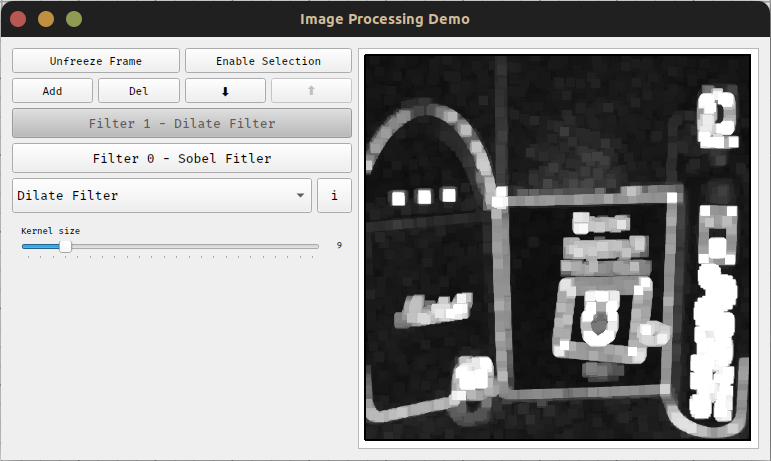 Image Processing Demo
Unfreeze Frame Enable Selection
Add Del
Filter 1 - Dilate Filter
Filter 0 - Sobel Fitler
Dilate Filter i
Kernel size
9